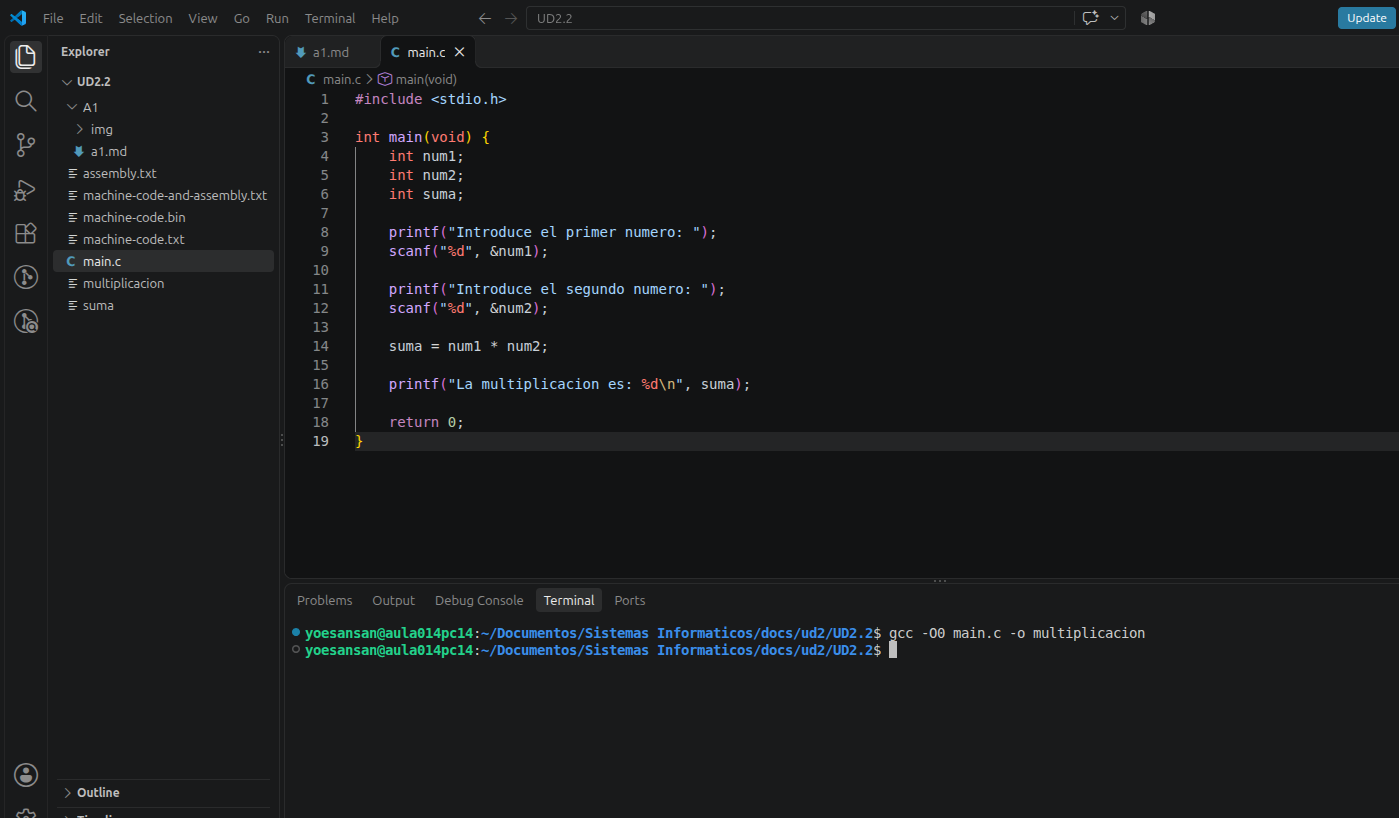 File Edit Selection View Go Run Terminal Help UD2.2 Update
Explorer
UD2.2
A1
img
a1.md
assembly.txt
machine-code-and-assembly.txt
machine-code.bin
machine-code.txt
main.c
multiplicacion
suma
Outline
a1.md
main.c
main.c > main(void)
1 #include <stdio.h>
2
3 int main(void) {
4     int num1;
5     int num2;
6     int suma;
7
8     printf("Introduce el primer numero: ");
9     scanf("%d", &num1);
10
11     printf("Introduce el segundo numero: ");
12     scanf("%d", &num2);
13
14     suma = num1 * num2;
15
16     printf("La multiplicacion es: %d\n", suma);
17
18     return 0;
19 }
Problems Output Debug Console Terminal Ports
yoesansan@aula014pc14:~/Documentos/Sistemas Informaticos/docs/ud2/UD2.2$ gcc -O0 main.c -o multiplicacion
yoesansan@aula014pc14:~/Documentos/Sistemas Informaticos/docs/ud2/UD2.2$